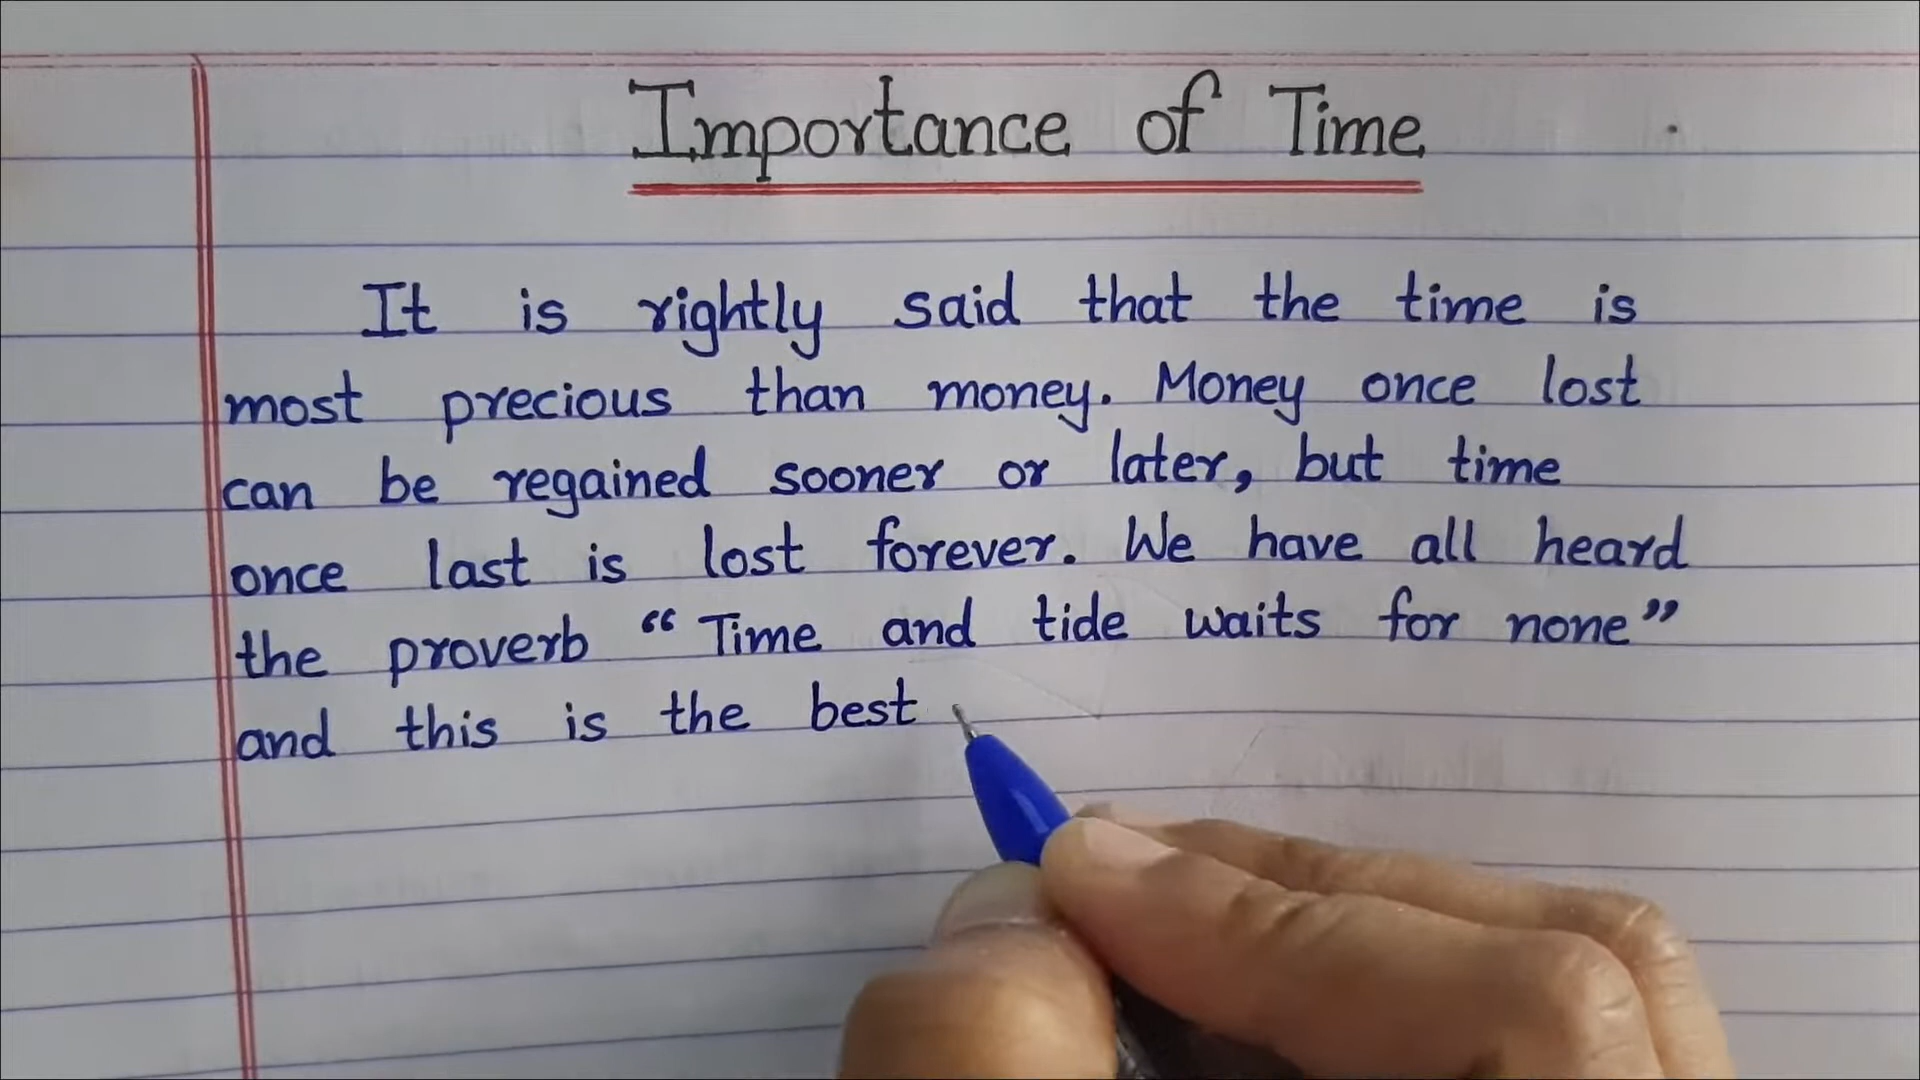 Importance of Time
It is rightly said that the time is
most precious than money. Money once lost
can be regained sooner or later, but time
once last is lost forever. We have all heard
the proverb “Time and tide waits for none”
and this is the best